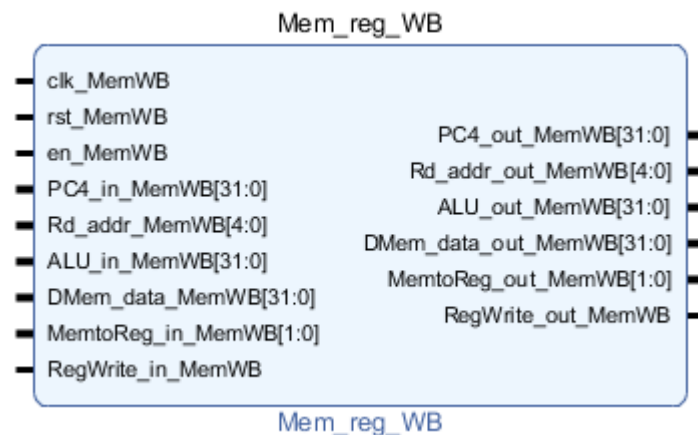 Mem_reg_WB
clk_MemWB
rst_MemWB
en_MemWB
PC4_in_MemWB[31:0]
Rd_addr_MemWB[4:0]
ALU_in_MemWB[31:0]
DMem_data_MemWB[31:0]
MemtoReg_in_MemWB[1:0]
RegWrite_in_MemWB
PC4_out_MemWB[31:0]
Rd_addr_out_MemWB[4:0]
ALU_out_MemWB[31:0]
DMem_data_out_MemWB[31:0]
MemtoReg_out_MemWB[1:0]
RegWrite_out_MemWB
Mem_reg_WB